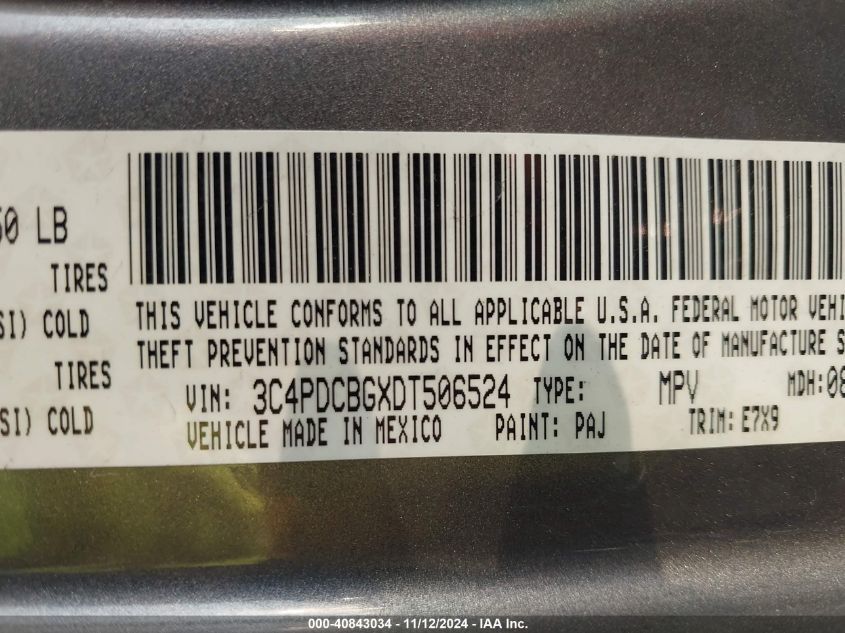 50 LB
TIRES
SI) COLD
TIRES
SI) COLD
THIS VEHICLE CONFORMS TO ALL APPLICABLE U.S.A. FEDERAL MOTOR VEHI
THEFT PREVENTION STANDARDS IN EFFECT ON THE DATE OF MANUFACTURE S
VIN: 3C4PDCBGXDT506524 TYPE: MPV MDH:08
VEHICLE MADE IN MEXICO PAINT: PAJ TRIM: E7X9
000-40843034 - 11/12/2024 - IAA Inc.